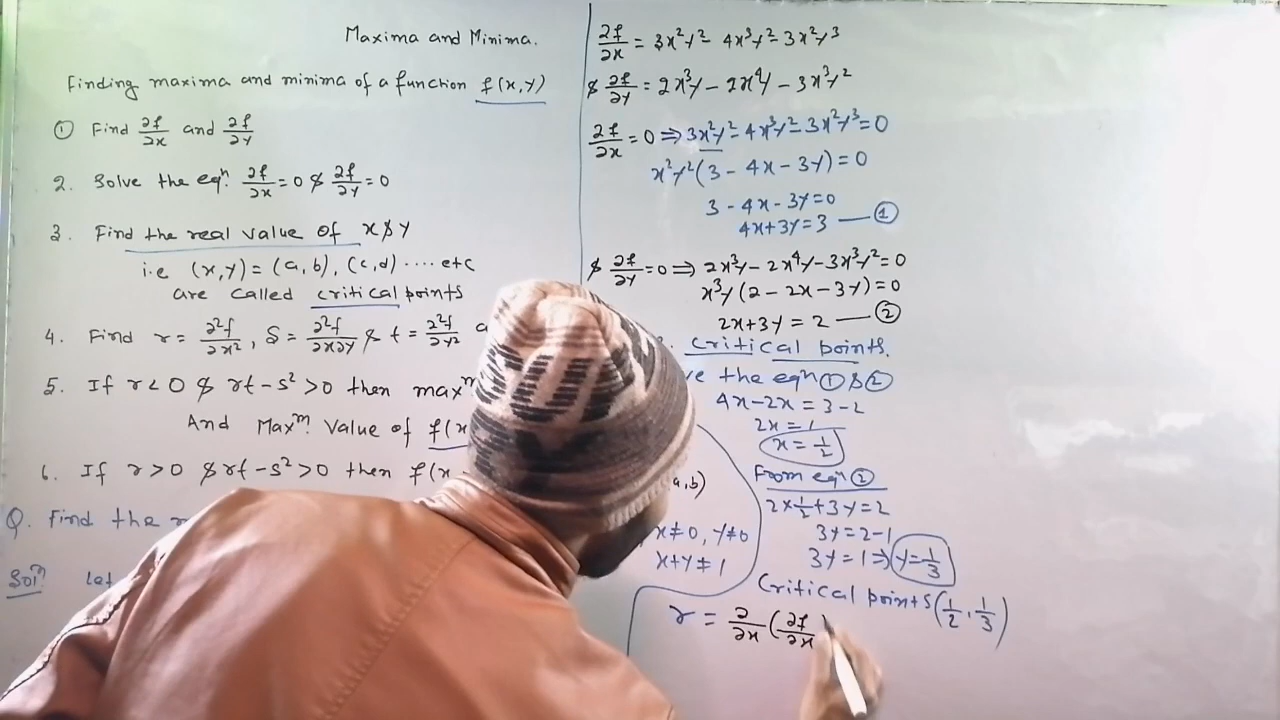 Maxima and Minima.
Finding maxima and minima of a function f(x,y)
① Find ∂f/∂x and ∂f/∂y
2. Solve the eqⁿ. ∂f/∂x = 0 & ∂f/∂y = 0
3. Find the real value of x & y
i.e (x,y) = (a,b), (c,d) .... etc
are called critical points
4. Find r = ∂²f/∂x², S = ∂²f/∂x∂y & t = ∂²f/∂y²
5. If r < 0 & rt - s² > 0 then maxᵐ
And Maxᵐ. Value of f(x
6. If r > 0 & rt - s² > 0 then f(x
a,b)
Q. Find the
Solⁿ. Let
x ≠ 0, y ≠ 0
x+y ≠ 1
∂f/∂x = 3x²y² - 4x³y² - 3x²y³
& ∂f/∂y = 2x³y - 2x⁴y - 3x³y²
∂f/∂x = 0 ⇒ 3x²y² - 4x³y² - 3x²y³ = 0
x²y²(3 - 4x - 3y) = 0
3 - 4x - 3y = 0
4x + 3y = 3 — ①
& ∂f/∂y = 0 ⇒ 2x³y - 2x⁴y - 3x³y² = 0
x³y(2 - 2x - 3y) = 0
2x + 3y = 2 — ②
critical points.
the eqⁿ ① & ②
4x - 2x = 3 - 2
2x = 1
x = 1/2
From eqⁿ ②
2 × 1/2 + 3y = 2
3y = 2 - 1
3y = 1 ⇒ y = 1/3
Critical points (1/2, 1/3)
r = ∂/∂x (∂f/∂x